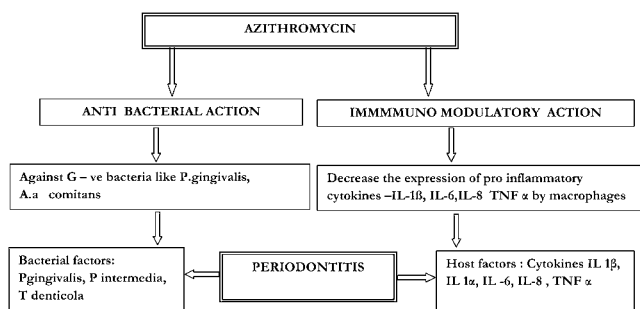 AZITHROMYCIN
ANTI BACTERIAL ACTION
IMMMMUNO MODULATORY ACTION
Against G – ve bacteria like P.gingivalis,
A.a comitans
Decrease the expression of pro inflammatory
cytokines –IL-1ß, IL-6,IL-8 TNF α by macrophages
Bacterial factors:
Pgingivalis, P intermedia,
T denticola
PERIODONTITIS
Host factors : Cytokines IL 1β,
IL 1α, IL -6, IL-8 , TNF α